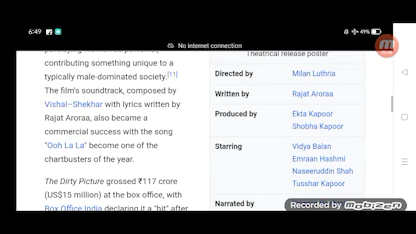 6:49
49%
No internet connection
contributing something unique to a
typically male-dominated society.[11]
The film's soundtrack, composed by
Vishal–Shekhar with lyrics written by
Rajat Aroraa, also became a
commercial success with the song
"Ooh La La" become one of the
chartbusters of the year.
The Dirty Picture grossed ₹117 crore
(US$15 million) at the box office, with
Box Office India declaring it a "hit" after
Theatrical release poster
Directed by Milan Luthria
Written by Rajat Aroraa
Produced by Ekta Kapoor
Shobha Kapoor
Starring Vidya Balan
Emraan Hashmi
Naseeruddin Shah
Tusshar Kapoor
Narrated by
Recorded by mobizen